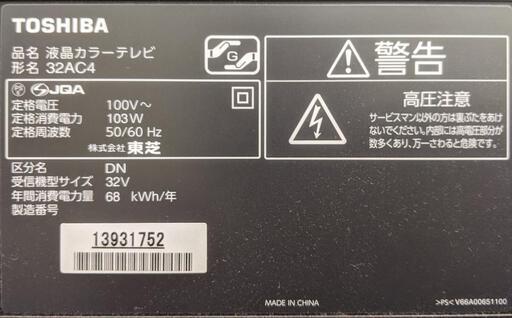 TOSHIBA
品名 液晶カラーテレビ
形名 32AC4
G
JQA
定格電圧 100V～
定格消費電力 103W
定格周波数 50/60 Hz
株式会社 東芝
区分名 DN
受信機型サイズ 32V
年間消費電力量 68 kWh/年
製造番号
13931752
警告
高圧注意
サービスマン以外の方は裏ぶたをあけ
ないでください。内部には高電圧部分が
数多くあり、万一さわると危険です。
MADE IN CHINA
>PS< V66A00651100